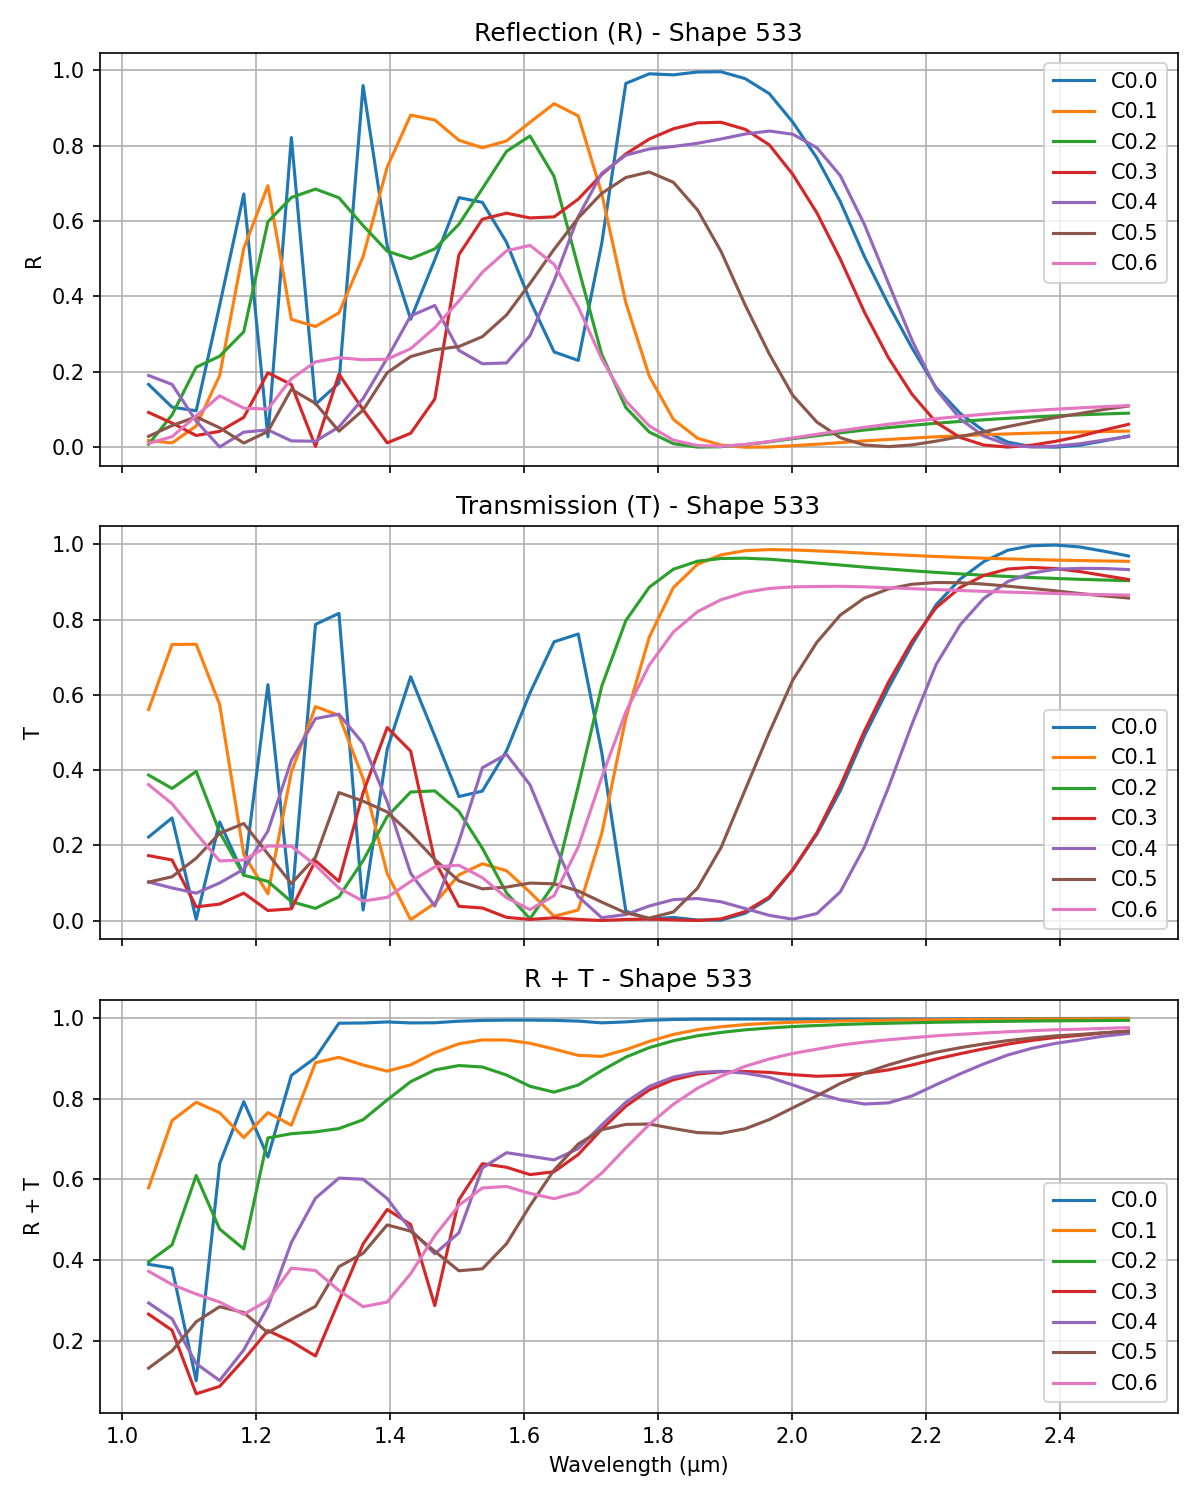 Reflection (R) - Shape 533
1.0
0.8
0.6
0.4
0.2
0.0
R
C0.0
C0.1
C0.2
C0.3
C0.4
C0.5
C0.6
Transmission (T) - Shape 533
1.0
0.8
0.6
0.4
0.2
0.0
T
C0.0
C0.1
C0.2
C0.3
C0.4
C0.5
C0.6
R + T - Shape 533
1.0
0.8
0.6
0.4
0.2
R + T
C0.0
C0.1
C0.2
C0.3
C0.4
C0.5
C0.6
1.0 1.2 1.4 1.6 1.8 2.0 2.2 2.4
Wavelength (μm)